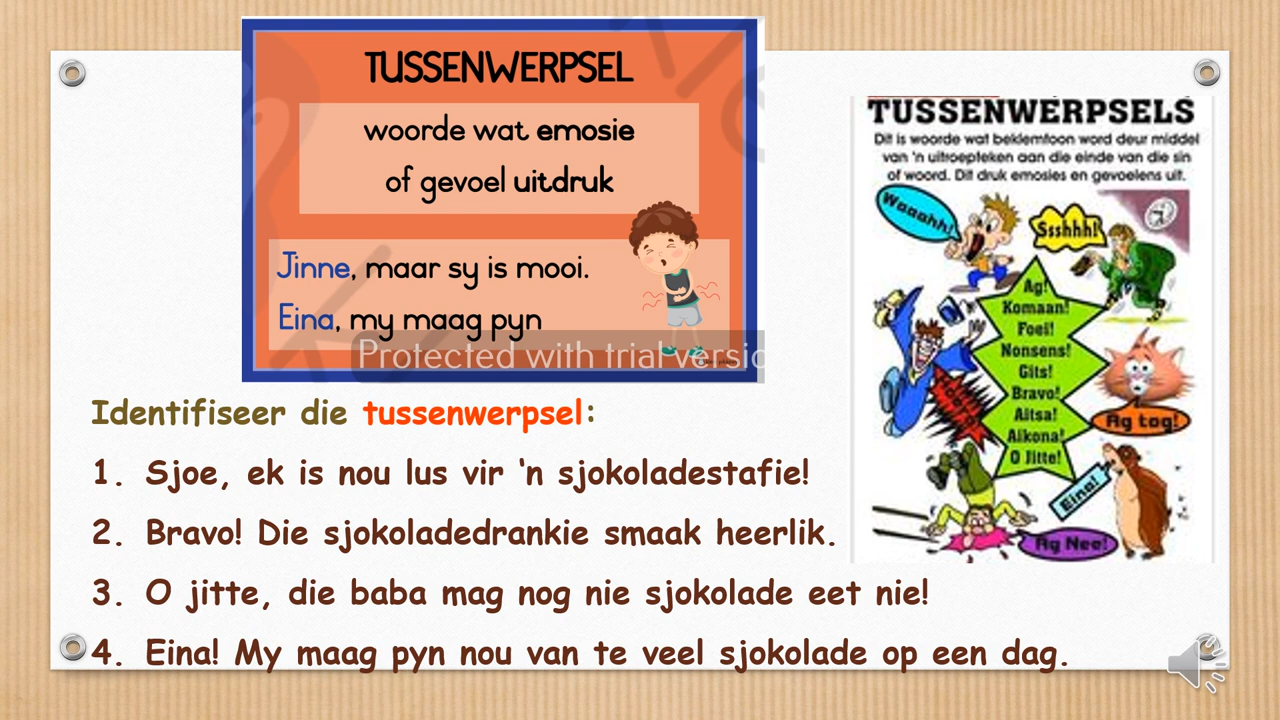 TUSSENWERPSEL
woorde wat emosie
of gevoel uitdruk
Jinne, maar sy is mooi.
Eina, my maag pyn
Protected with trial versio
TUSSENWERPSELS
Dit is woorde wat beklemtoon word deur middel
van 'n uitroepteken aan die einde van die sin
of woord. Dit druk emosies en gevoelens uit.
Waaahh!
Ssshhh!
Ag!
Komaan!
Foei!
Nonsens!
Gits!
Bravo!
Aitsa!
Aikona!
O Jitte!
Ag tog!
Eina!
Ag Nee!
Identifiseer die tussenwerpsel:
1. Sjoe, ek is nou lus vir ‘n sjokoladestafie!
2. Bravo! Die sjokoladedrankie smaak heerlik.
3. O jitte, die baba mag nog nie sjokolade eet nie!
4. Eina! My maag pyn nou van te veel sjokolade op een dag.